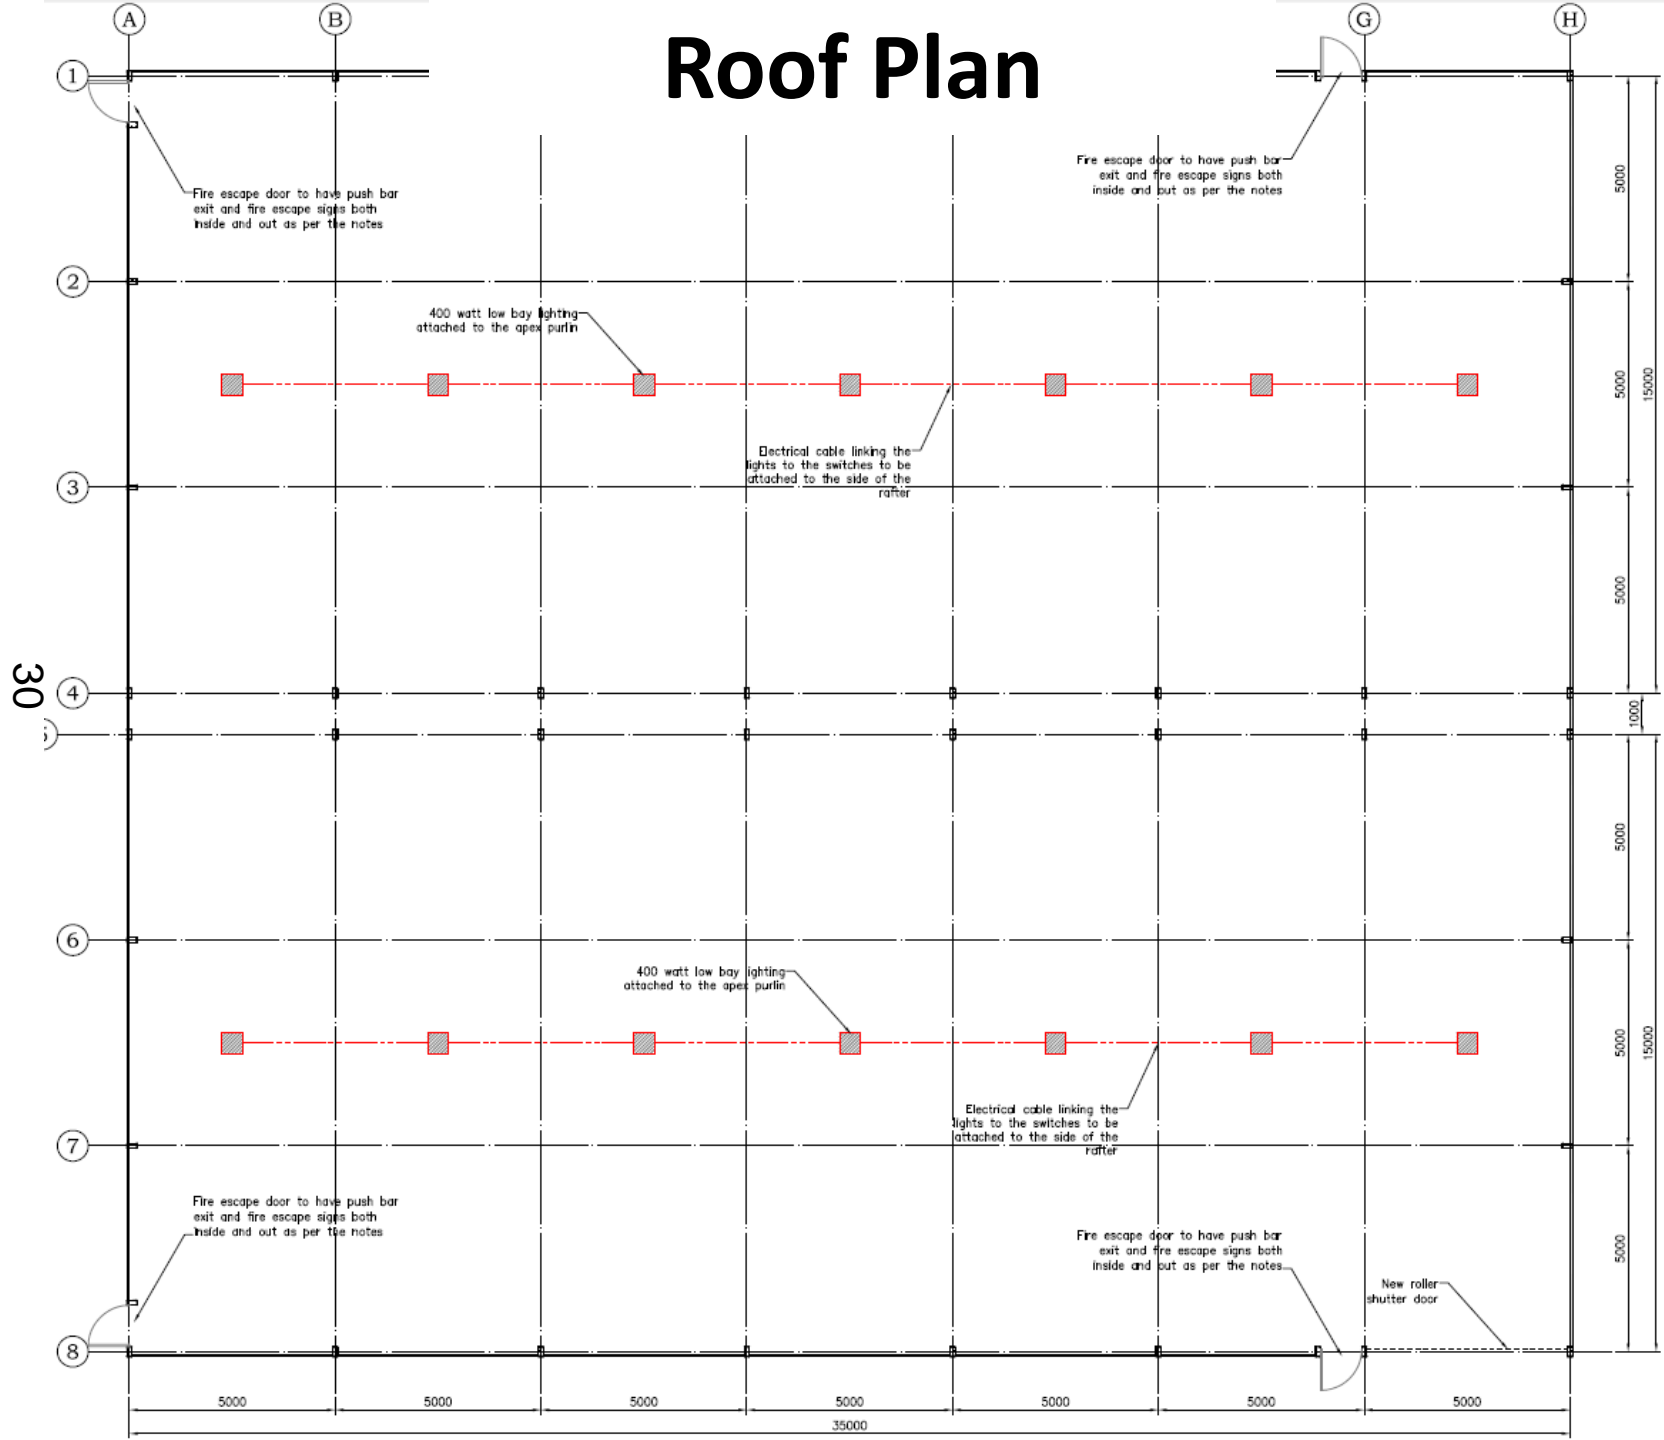 A
B
Roof Plan
G
H
1
Fire escape door to have push bar
exit and fire escape signs both
inside and out as per the notes
5000
Fire escape door to have push bar
exit and fire escape signs both
inside and out as per the notes
2
400 watt low bay lighting
attached to the apex purlin
5000
15000
Electrical cable linking the
lights to the switches to be
attached to the side of the
rafter
3
5000
30
4
1000
5
5000
6
400 watt low bay lighting
attached to the apex purlin
5000
15000
Electrical cable linking the
lights to the switches to be
attached to the side of the
rafter
7
Fire escape door to have push bar
exit and fire escape signs both
inside and out as per the notes
Fire escape door to have push bar
exit and fire escape signs both
inside and out as per the notes
5000
New roller
shutter door
8
5000 5000 5000 5000 5000 5000 5000
35000